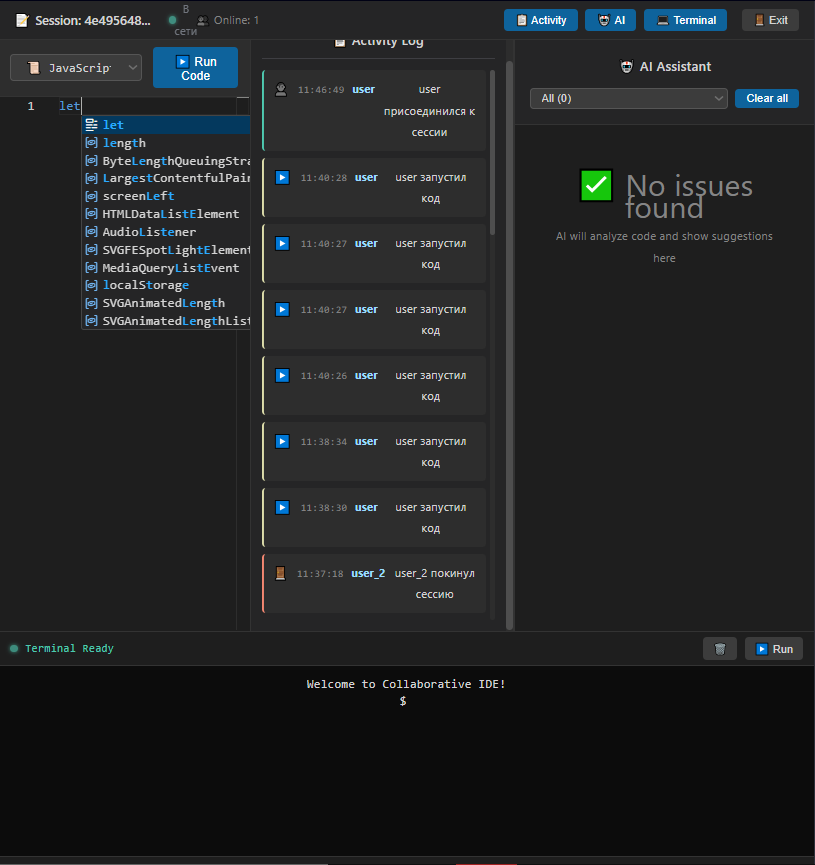 Session: 4e495648...
В сети
Online: 1
Activity
AI
Terminal
Exit
JavaScrip
Run Code
1 let
let
length
ByteLengthQueuingStra
LargestContentfulPain
screenLeft
HTMLDataListElement
AudioListener
SVGFESpotLightElement
MediaQueryListEvent
localStorage
SVGAnimatedLength
SVGAnimatedLengthList
Activity Log
11:46:49 user user
присоединился к
сессии
11:40:28 user user запустил
код
11:40:27 user user запустил
код
11:40:27 user user запустил
код
11:40:26 user user запустил
код
11:38:34 user user запустил
код
11:38:30 user user запустил
код
11:37:18 user_2 user_2 покинул
сессию
AI Assistant
All (0)
Clear all
No issues
found
AI will analyze code and show suggestions
here
Terminal Ready
Run
Welcome to Collaborative IDE!
$